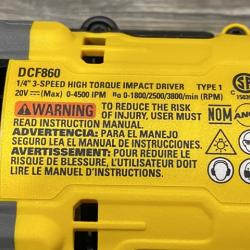 DCF860
1/4" 3-SPEED HIGH TORQUE IMPACT DRIVER TYPE 1
20V⎓(Max) 0-4500 IPM n₀ 0-1800/2500/3800/min (RPM)
⚠WARNING TO REDUCE THE RISK
OF INJURY, USER MUST
READ INSTRUCTION MANUAL.
ADVERTENCIA: PARA EL MANEJO
SEGURO LEA EL MANUAL DE INSTRUCCIONES.
AVERTISSEMENT: POUR RÉDUIRE LE
RISQUE DE BLESSURE, L'UTILISATEUR DOIT
LIRE LE MANUEL D'INSTRUCTIONS.
NOM